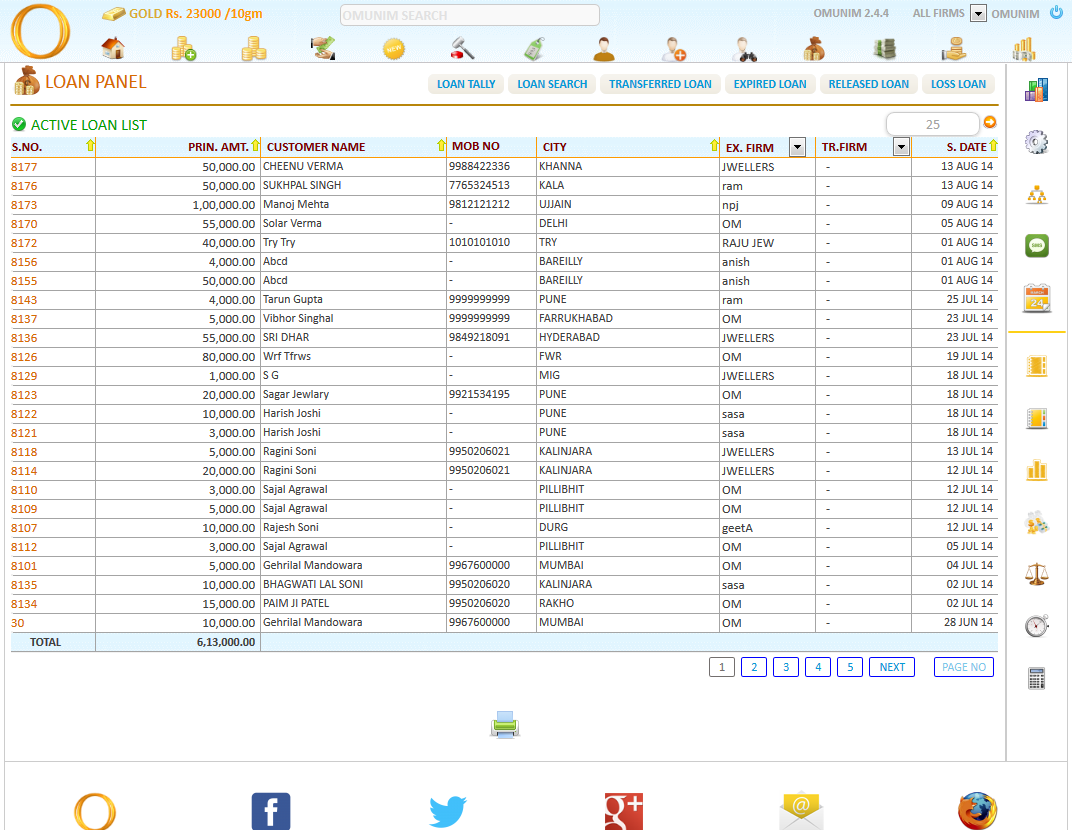 GOLD Rs. 23000 /10gm
OMUNIM SEARCH
OMUNIM 2.4.4 ALL FIRMS OMUNIM
NEW
LOAN PANEL
LOAN TALLY LOAN SEARCH TRANSFERRED LOAN EXPIRED LOAN RELEASED LOAN LOSS LOAN
ACTIVE LOAN LIST
25
S.NO. PRIN. AMT. CUSTOMER NAME MOB NO CITY EX. FIRM TR.FIRM S. DATE
8177 50,000.00 CHEENU VERMA 9988422336 KHANNA JWELLERS - 13 AUG 14
8176 50,000.00 SUKHPAL SINGH 7765324513 KALA ram - 13 AUG 14
8173 1,00,000.00 Manoj Mehta 9812121212 UJJAIN npj - 09 AUG 14
8170 55,000.00 Solar Verma - DELHI OM - 05 AUG 14
8172 40,000.00 Try Try 1010101010 TRY RAJU JEW - 01 AUG 14
8156 4,000.00 Abcd - BAREILLY anish - 01 AUG 14
8155 50,000.00 Abcd - BAREILLY anish - 01 AUG 14
8143 4,000.00 Tarun Gupta 9999999999 PUNE ram - 25 JUL 14
8137 5,000.00 Vibhor Singhal 9999999999 FARRUKHABAD OM - 23 JUL 14
8136 55,000.00 SRI DHAR 9849218091 HYDERABAD JWELLERS - 23 JUL 14
8126 80,000.00 Wrf Tfrws - FWR OM - 19 JUL 14
8129 1,000.00 S G - MIG JWELLERS - 18 JUL 14
8123 20,000.00 Sagar Jewlary 9921534195 PUNE OM - 18 JUL 14
8122 10,000.00 Harish Joshi - PUNE sasa - 18 JUL 14
8121 3,000.00 Harish Joshi - PUNE sasa - 18 JUL 14
8118 5,000.00 Ragini Soni 9950206021 KALINJARA JWELLERS - 13 JUL 14
8114 20,000.00 Ragini Soni 9950206021 KALINJARA JWELLERS - 12 JUL 14
8110 3,000.00 Sajal Agrawal - PILLIBHIT OM - 12 JUL 14
8109 5,000.00 Sajal Agrawal - PILLIBHIT OM - 12 JUL 14
8107 10,000.00 Rajesh Soni - DURG geetA - 12 JUL 14
8112 3,000.00 Sajal Agrawal - PILLIBHIT OM - 05 JUL 14
8101 5,000.00 Gehrilal Mandowara 9967600000 MUMBAI OM - 04 JUL 14
8135 10,000.00 BHAGWATI LAL SONI 9950206020 KALINJARA sasa - 02 JUL 14
8134 15,000.00 PAIM JI PATEL 9950206020 RAKHO OM - 02 JUL 14
30 10,000.00 Gehrilal Mandowara 9967600000 MUMBAI OM - 28 JUN 14
TOTAL 6,13,000.00
1 2 3 4 5 NEXT PAGE NO
SMS
24
f
g+
@